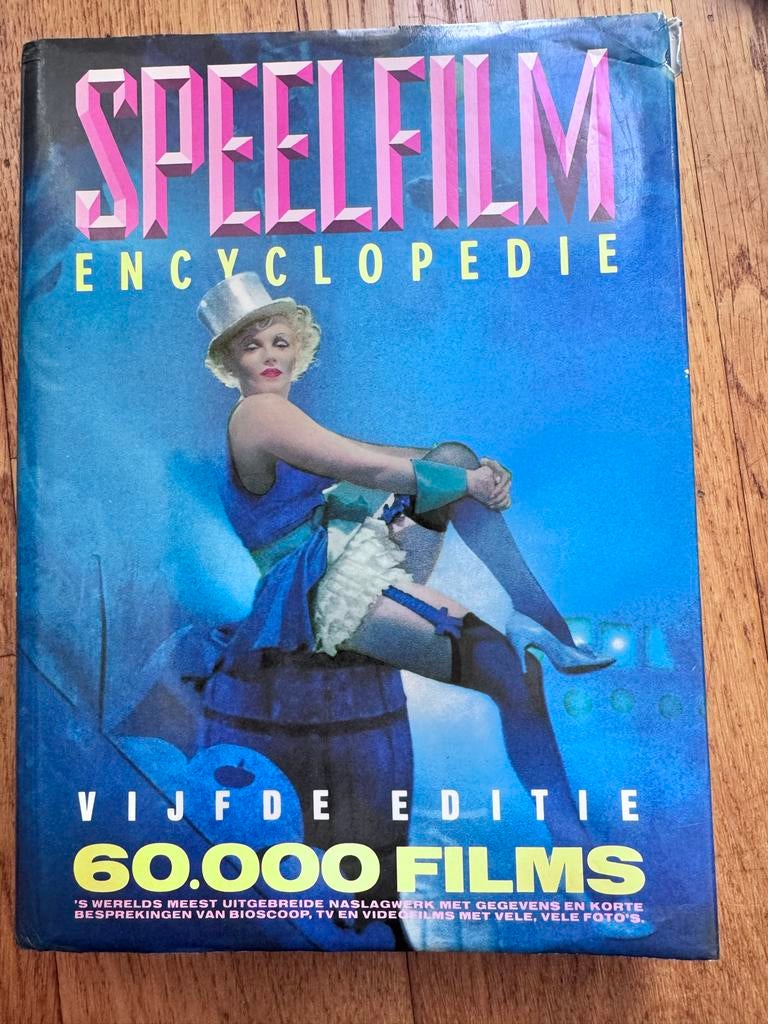 SPEELFILM
ENCYCLOPEDIE
VIJFDE EDITIE
60.000 FILMS
'S WERELDS MEEST UITGEBREIDE NASLAGWERK MET GEGEVENS EN KORTE
BESPREKINGEN VAN BIOSCOOP, TV EN VIDEOFILMS MET VELE, VELE FOTO'S.